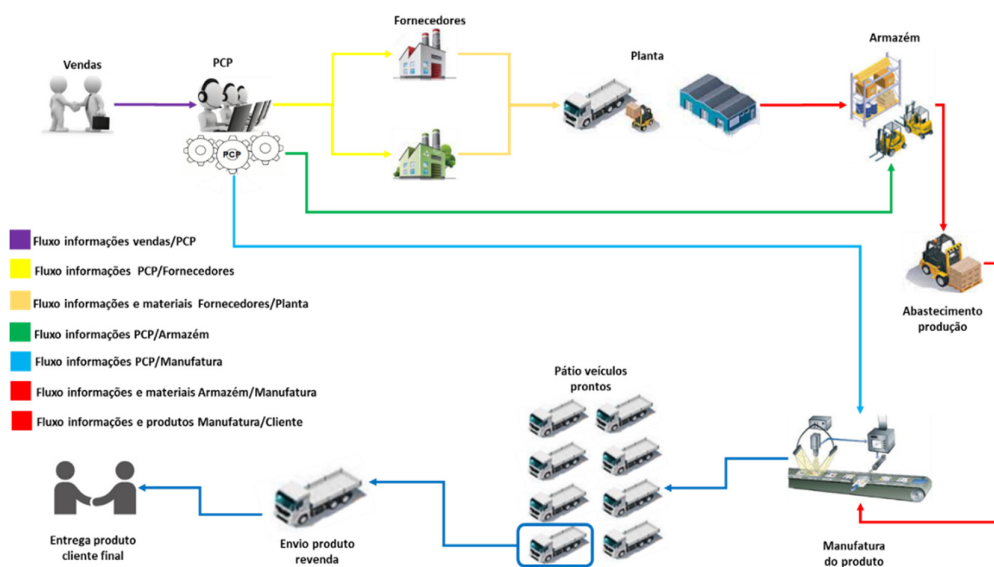 Fornecedores
Vendas
PCP
Planta
Armazém
PCP
Fluxo informações vendas/PCP
Fluxo informações PCP/Fornecedores
Fluxo informações e materiais Fornecedores/Planta
Fluxo informações PCP/Armazém
Fluxo informações PCP/Manufatura
Fluxo informações e materiais Armazém/Manufatura
Fluxo informações e produtos Manufatura/Cliente
Abastecimento
produção
Pátio veículos
prontos
Entrega produto
cliente final
Envio produto
revenda
Manufatura
do produto